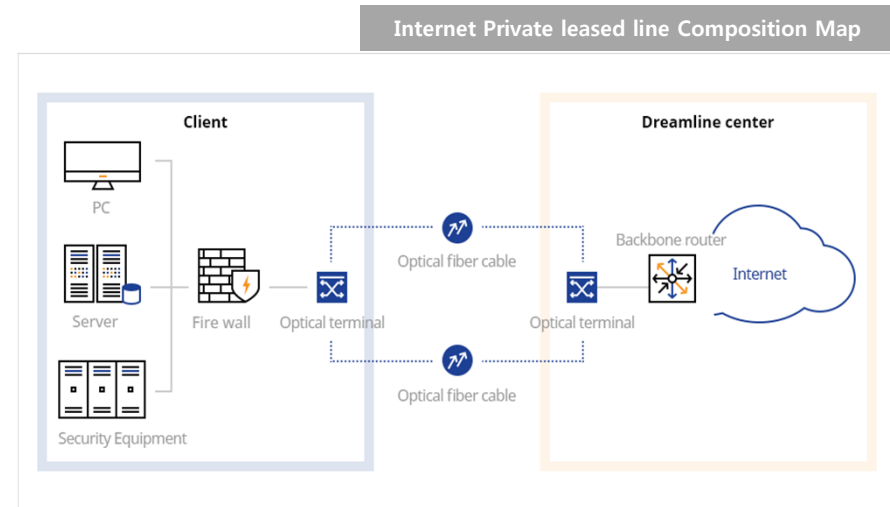 Internet Private leased line Composition Map
Client
Dreamline center
PC
Backbone router
Optical fiber cable
Internet
Server
Fire wall
Optical terminal
Optical terminal
Optical fiber cable
Security Equipment